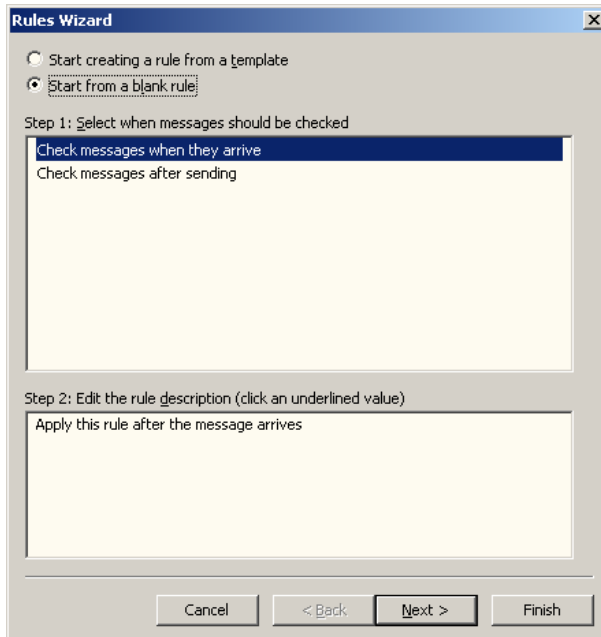 Rules Wizard
Start creating a rule from a template
Start from a blank rule
Step 1: Select when messages should be checked
Check messages when they arrive
Check messages after sending
Step 2: Edit the rule description (click an underlined value)
Apply this rule after the message arrives
Cancel < Back Next > Finish